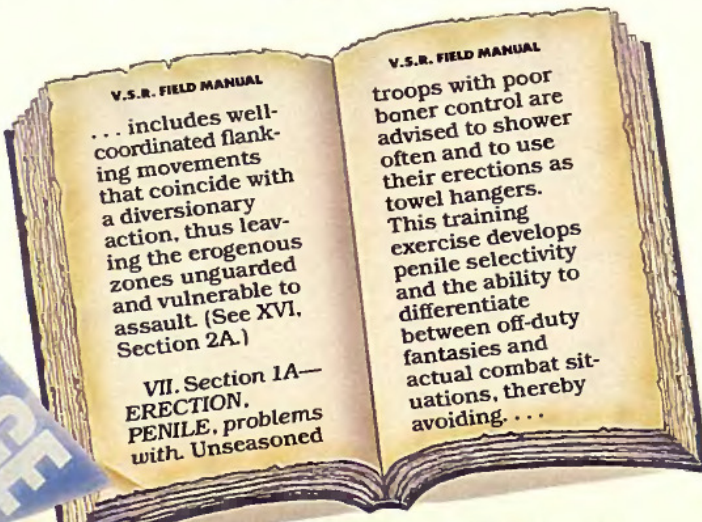 V.S.R. FIELD MANUAL
. . . includes well-
coordinated flank-
ing movements
that coincide with
a diversionary
action, thus leav-
ing the erogenous
zones unguarded
and vulnerable to
assault. (See XVI,
Section 2A.)
VII. Section 1A—
ERECTION,
PENILE, problems
with. Unseasoned
V.S.R. FIELD MANUAL
troops with poor
boner control are
advised to shower
often and to use
their erections as
towel hangers.
This training
exercise develops
penile selectivity
and the ability to
differentiate
between off-duty
fantasies and
actual combat sit-
uations, thereby
avoiding. . . .